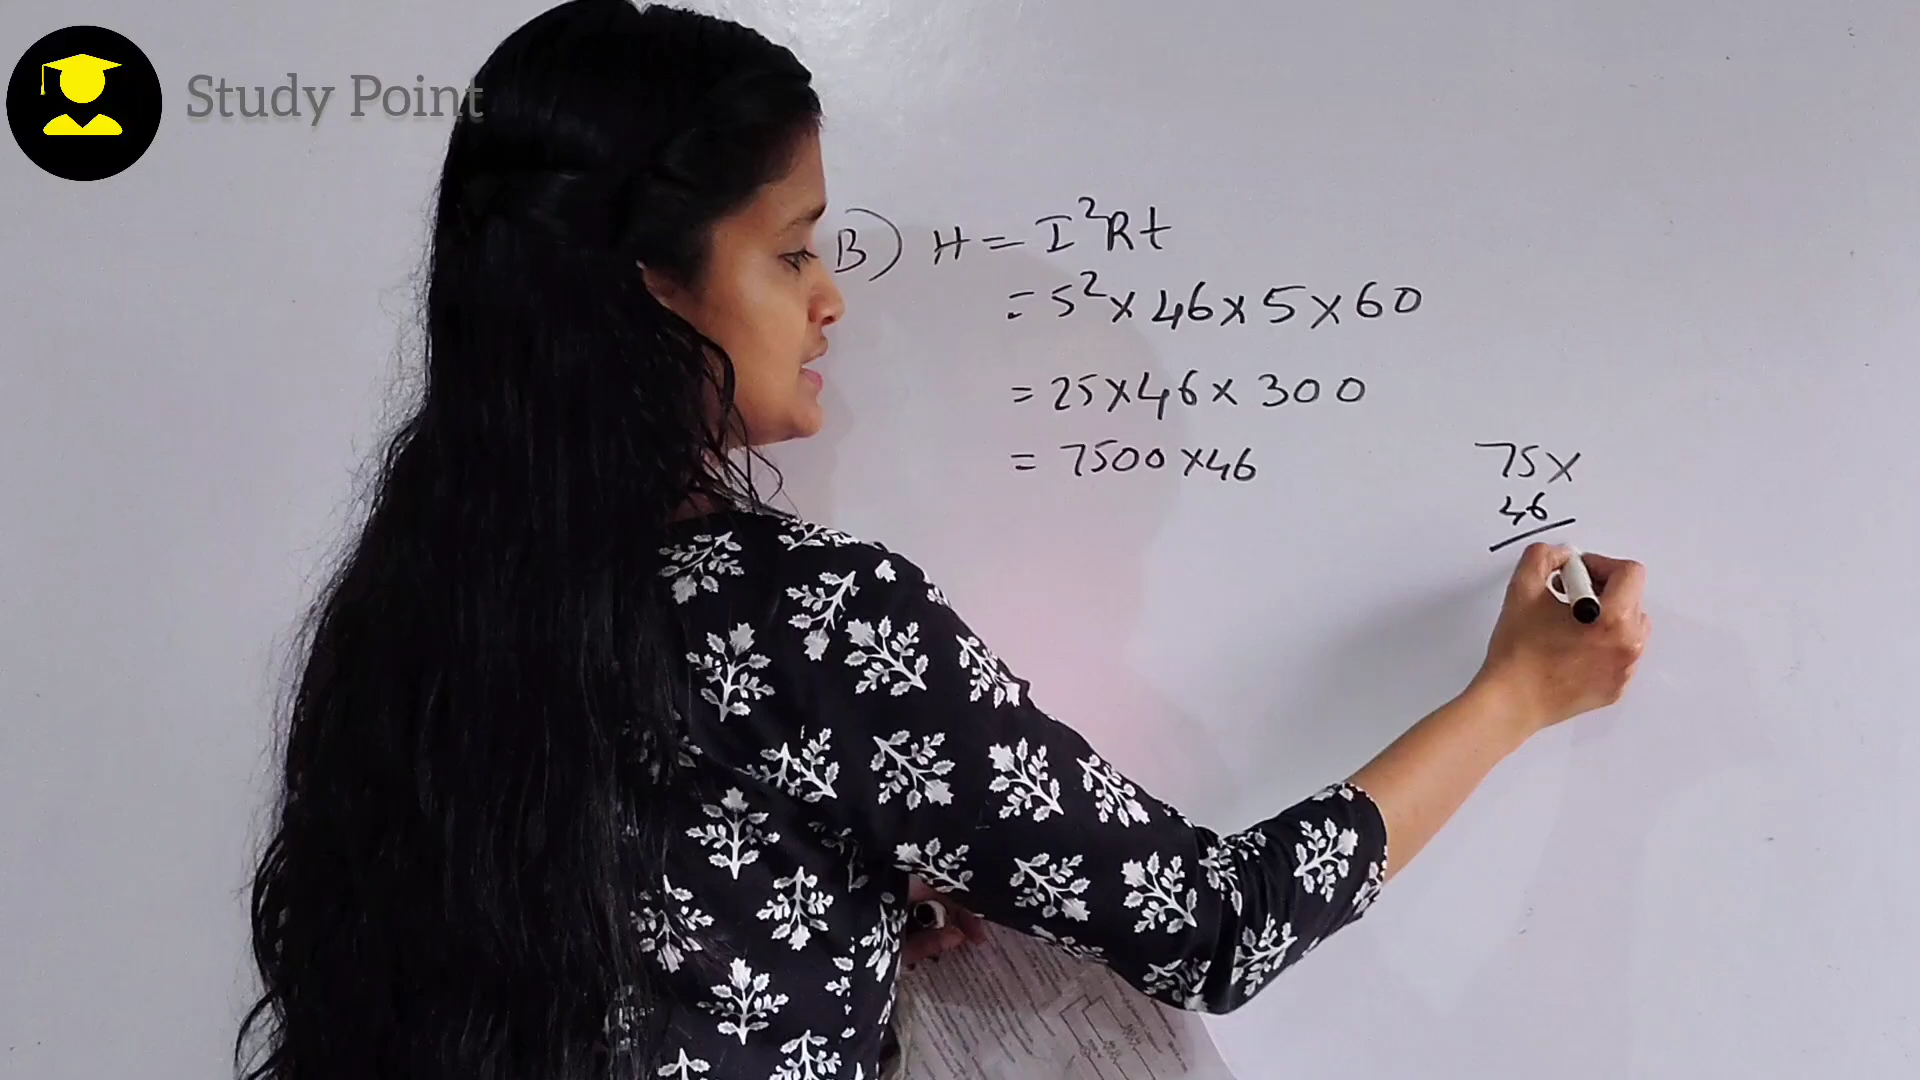 Study Point
B) H = I²Rt
= 5² x 46 x 5 x 60
= 25 x 46 x 300
= 7500 x 46
75 x
46